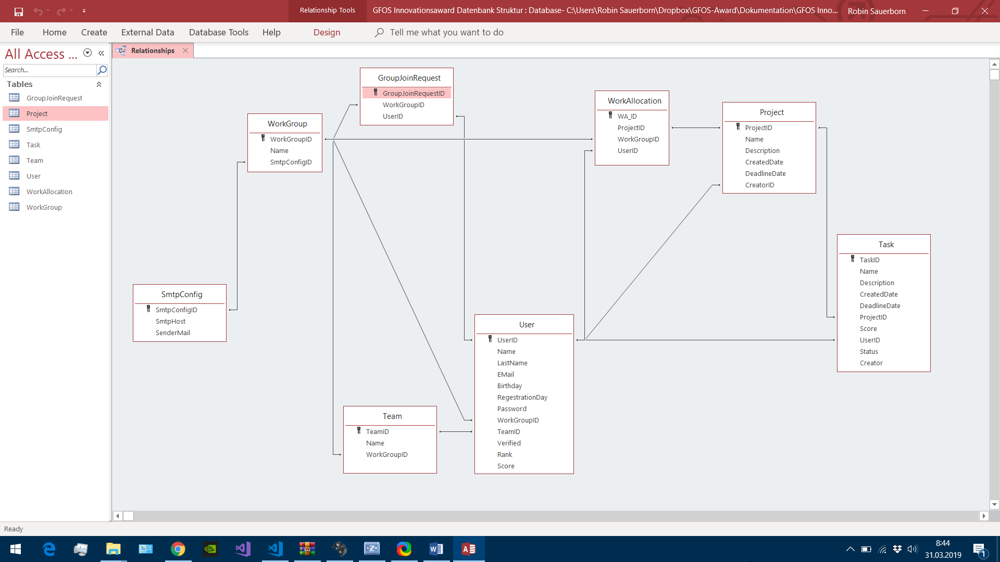 Relationship Tools
GFOS Innovationsaward Datenbank Struktur : Database- C:\Users\Robin Sauerborn\Dropbox\GFOS-Award\Dokumentation\GFOS Inno...
Robin Sauerborn
File Home Create External Data Database Tools Help Design Tell me what you want to do
All Access ...
Relationships
Search...
Tables
GroupJoinRequest
Project
SmtpConfig
Task
Team
User
WorkAllocation
WorkGroup
GroupJoinRequest
GroupJoinRequestID
WorkGroupID
UserID
WorkGroup
WorkGroupID
Name
SmtpConfigID
WorkAllocation
WA_ID
ProjectID
WorkGroupID
UserID
Project
ProjectID
Name
Description
CreatedDate
DeadlineDate
CreatorID
Task
TaskID
Name
Description
CreatedDate
DeadlineDate
ProjectID
Score
UserID
Status
Creator
SmtpConfig
SmtpConfigID
SmtpHost
SenderMail
User
UserID
Name
LastName
EMail
Birthday
RegestrationDay
Password
WorkGroupID
TeamID
Verified
Rank
Score
Team
TeamID
Name
WorkGroupID
Ready
8:44
31.03.2019
1